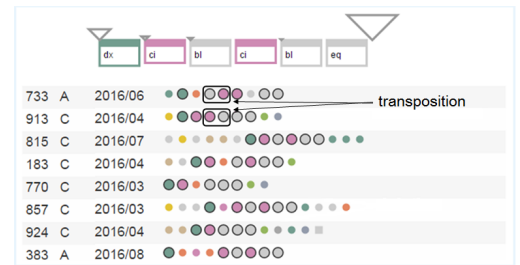 dx ci bl ci bl eq
733 A 2016/06
transposition
913 C 2016/04
815 C 2016/07
183 C 2016/04
770 C 2016/03
857 C 2016/03
924 C 2016/04
383 A 2016/08